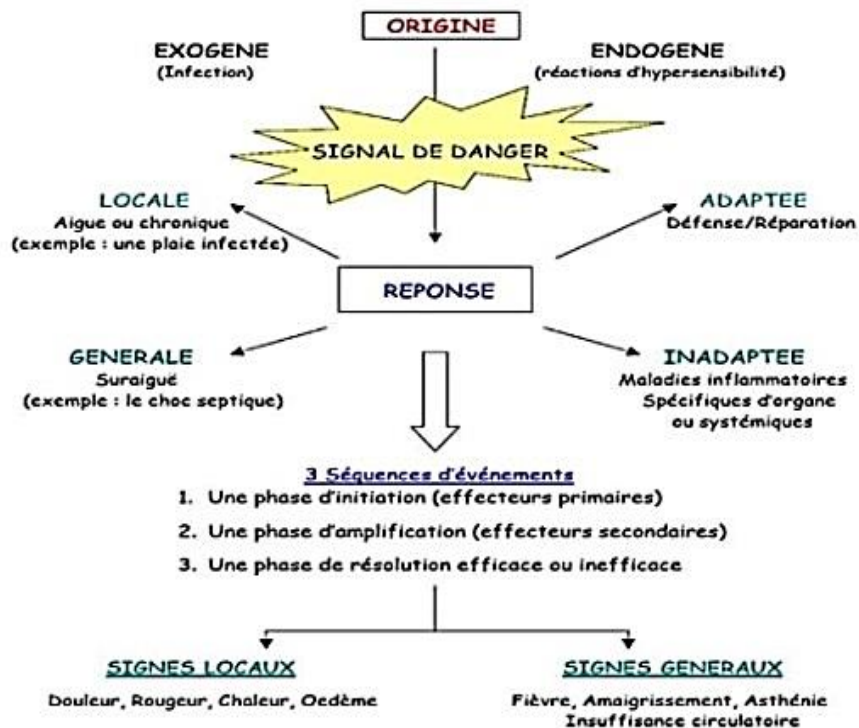 ORIGINE
EXOGENE
(Infection)
ENDOGENE
(réactions d'hypersensibilité)
SIGNAL DE DANGER
LOCALE
Aigue ou chronique
(exemple : une plaie infectée)
ADAPTEE
Défense/Réparation
REPONSE
GENERALE
Suraiguë
(exemple : le choc septique)
INADAPTEE
Maladies inflammatoires
Spécifiques d'organe
ou systémiques
3 Séquences d'événements
1. Une phase d'initiation (effecteurs primaires)
2. Une phase d'amplification (effecteurs secondaires)
3. Une phase de résolution efficace ou inefficace
SIGNES LOCAUX
Douleur, Rougeur, Chaleur, Oedème
SIGNES GENERAUX
Fièvre, Amaigrissement, Asthénie
Insuffisance circulatoire